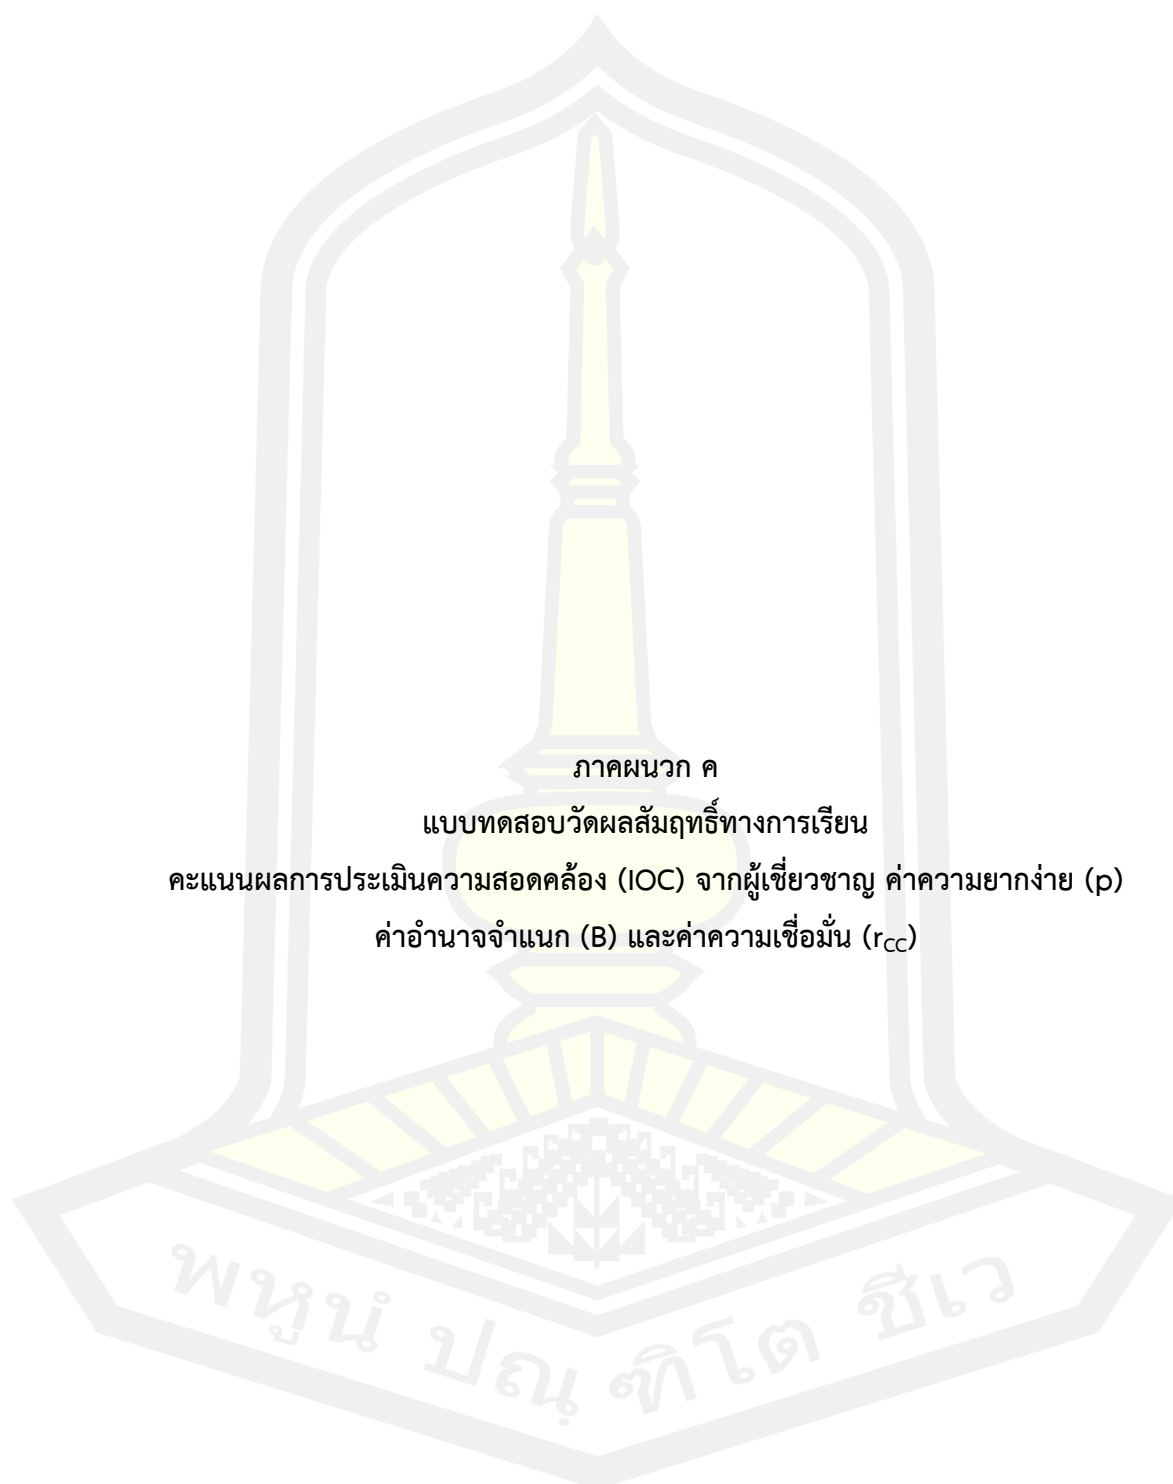 ภาคผนวก ค
แบบทดสอบวัดผลสัมฤทธิ์ทางการเรียน
คะแนนผลการประเมินความสอดคล้อง (IOC) จากผู้เชี่ยวชาญ ค่าความยากง่าย (p)
ค่าอำนาจจำแนก (B) และค่าความเชื่อมั่น (rCC)
พหูนํ ปณฺฑิโต ชีเว